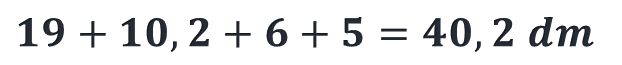 19 + 10, 2 + 6 + 5 = 40, 2 dm